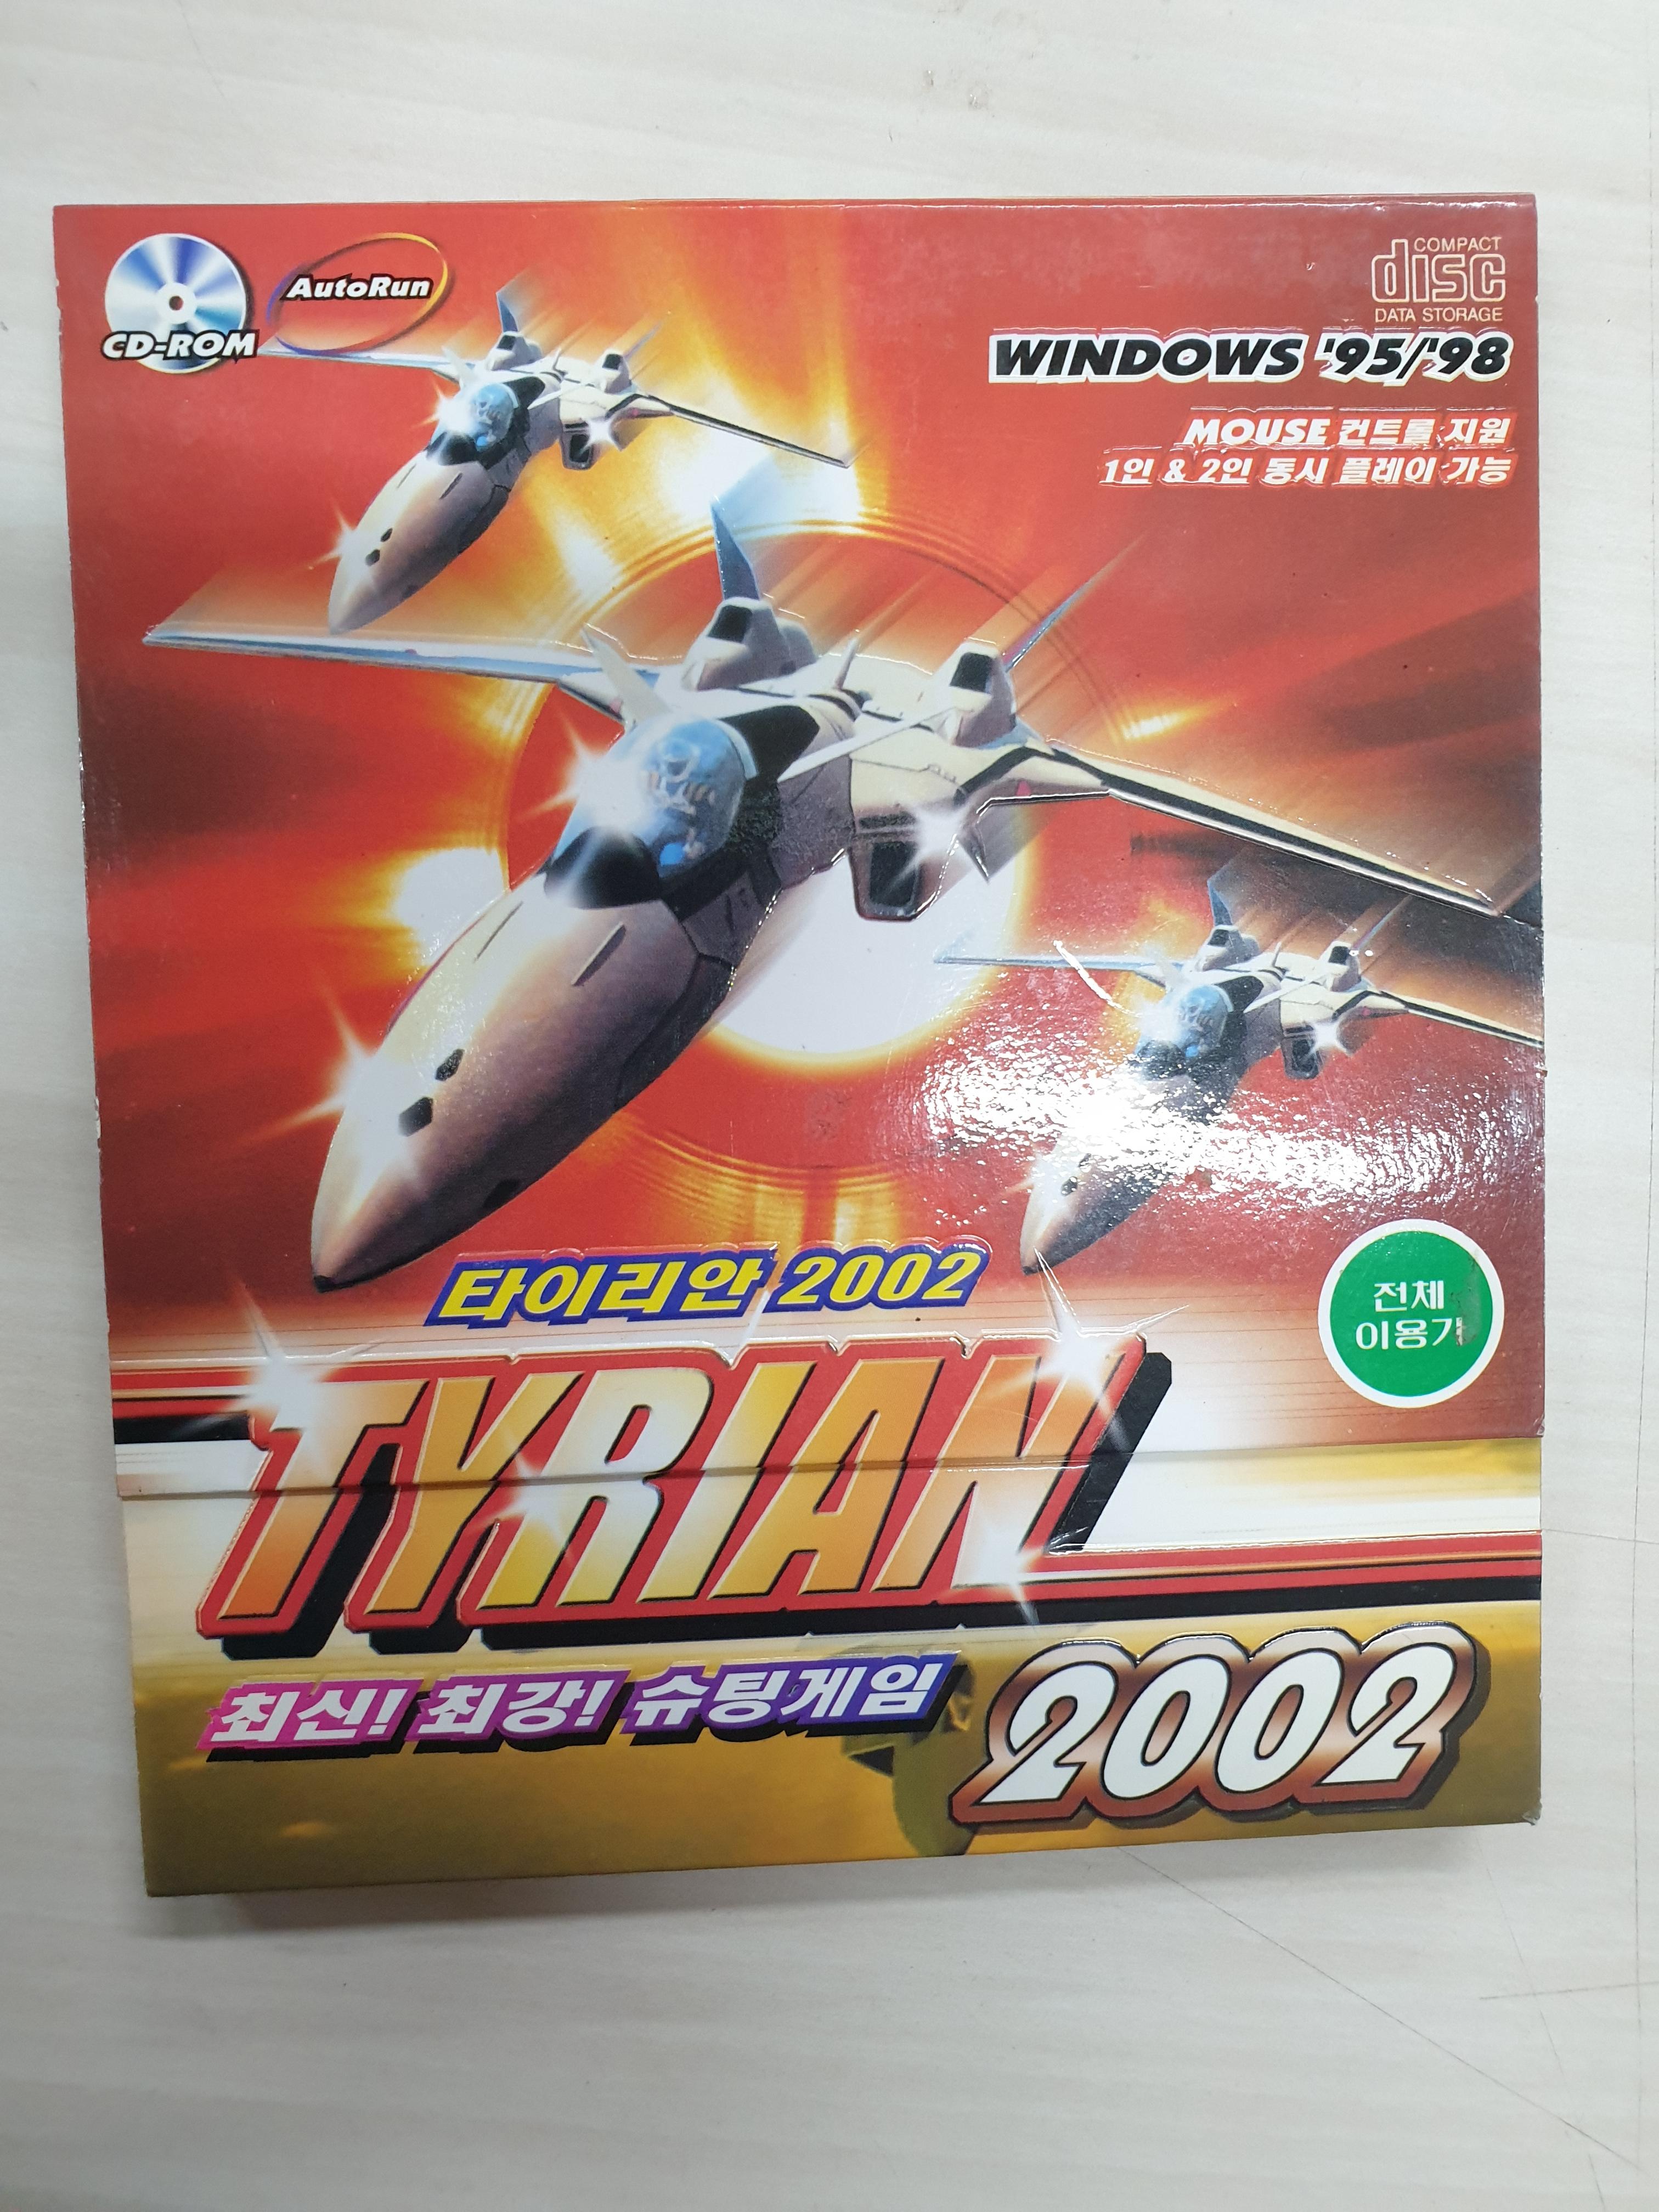 CD-ROM
AutoRun
COMPACT
disc
DATA STORAGE
WINDOWS '95/'98
MOUSE 컨트롤 지원
1인 & 2인 동시 플레이 가능
타이리안 2002
전체
이용가
TYRIAN
2002
최신! 최강! 슈팅게임